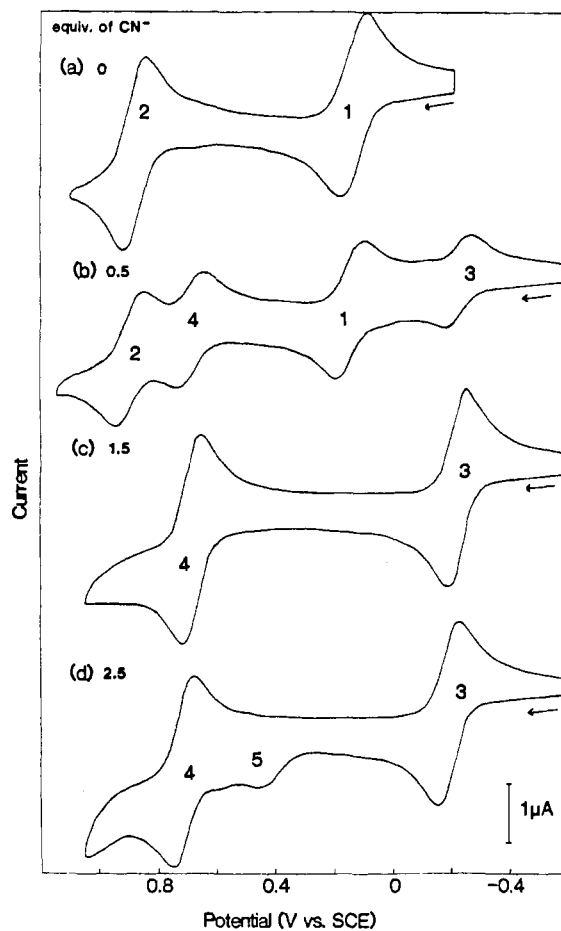 equiv. of CN⁻
(a) 0
2
1
(b) 0.5
3
4
2
1
(c) 1.5
3
4
Current
(d) 2.5
3
4
5
1μA
0.8
0.4
0
-0.4
Potential (V vs. SCE)